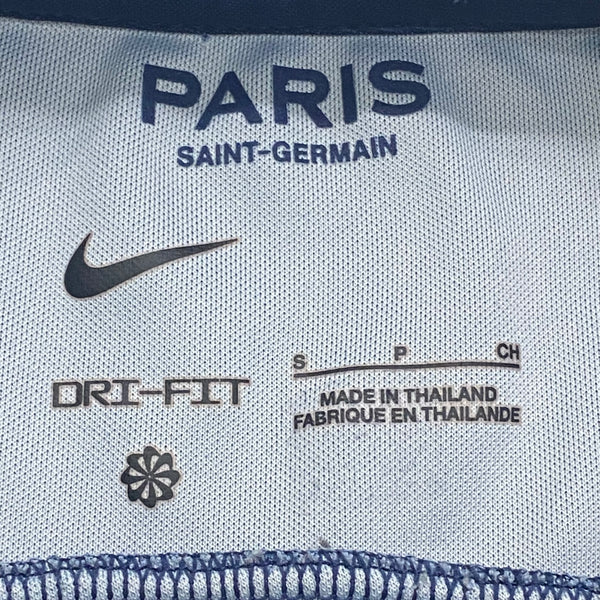 PARIS
SAINT-GERMAIN
DRI-FIT
S P CH
MADE IN THAILAND
FABRIQUE EN THAILANDE